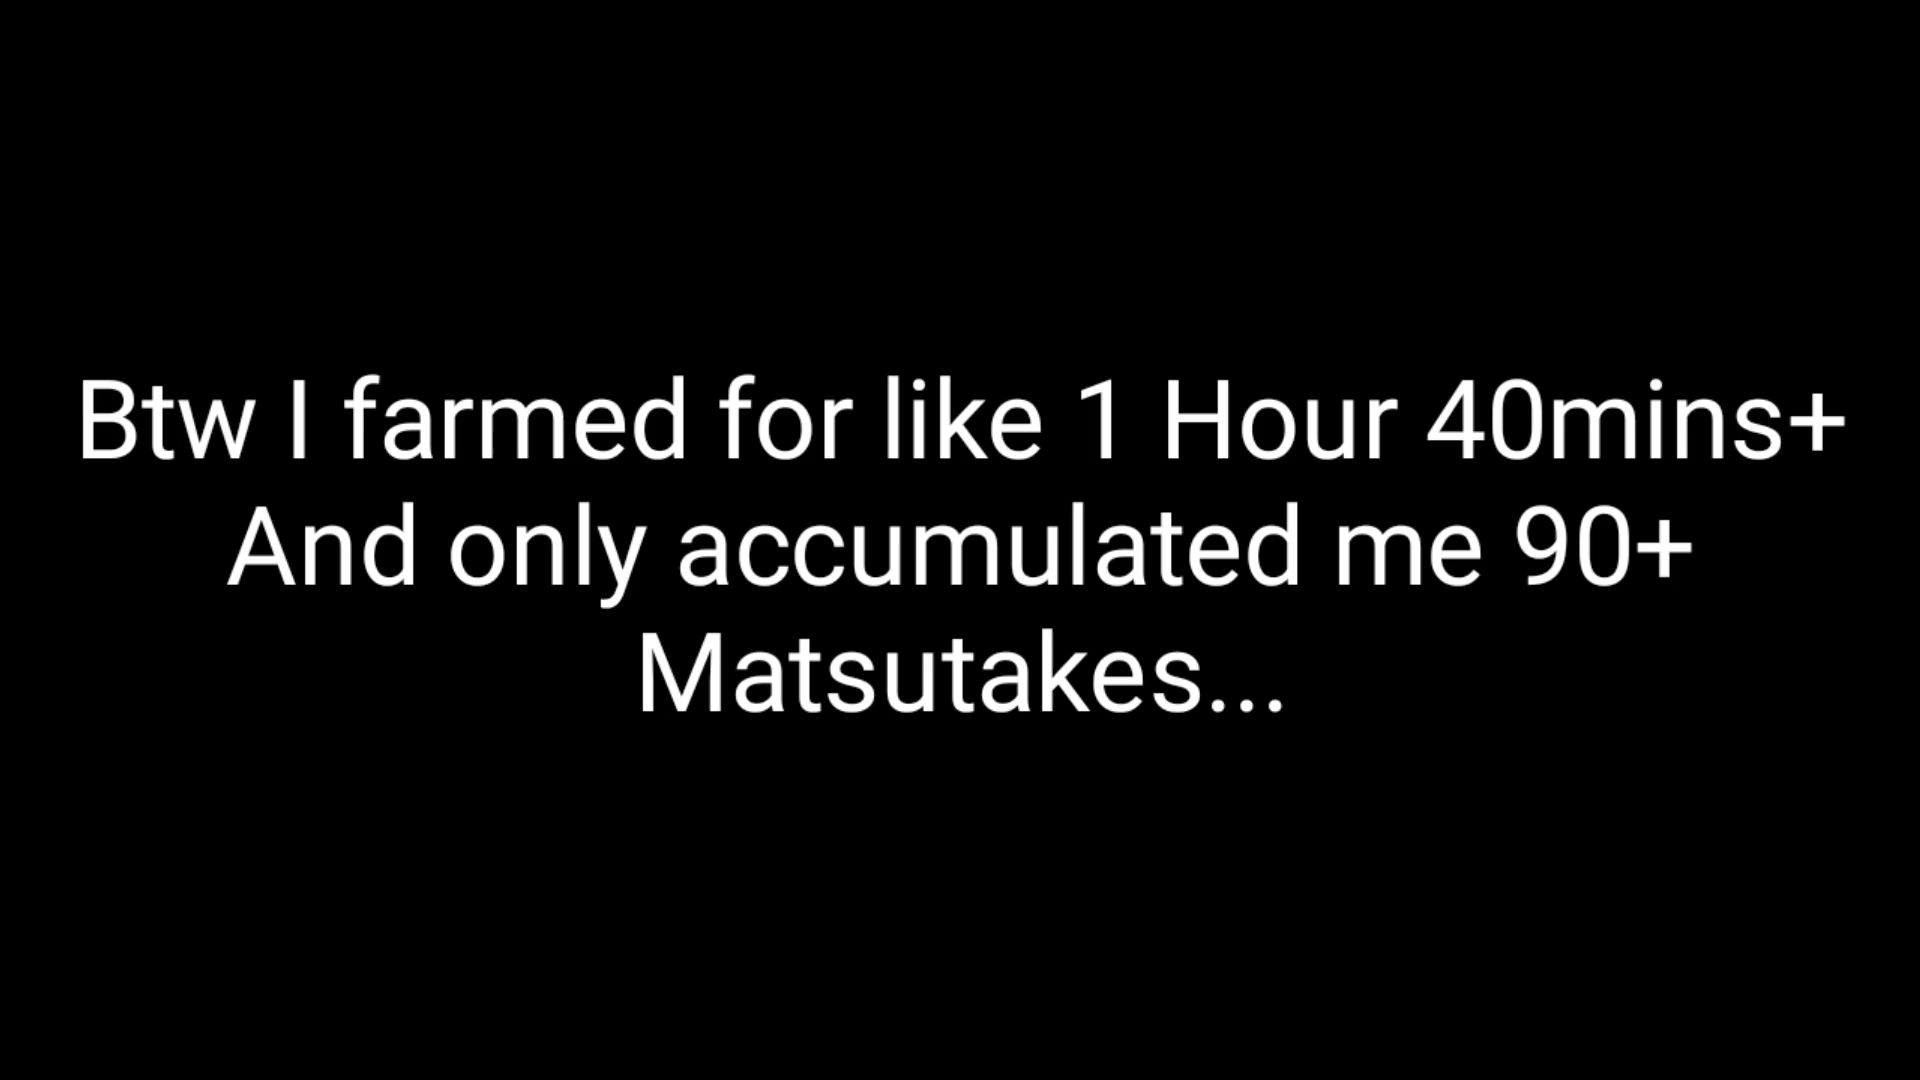 Btw I farmed for like 1 Hour 40mins+
And only accumulated me 90+
Matsutakes...